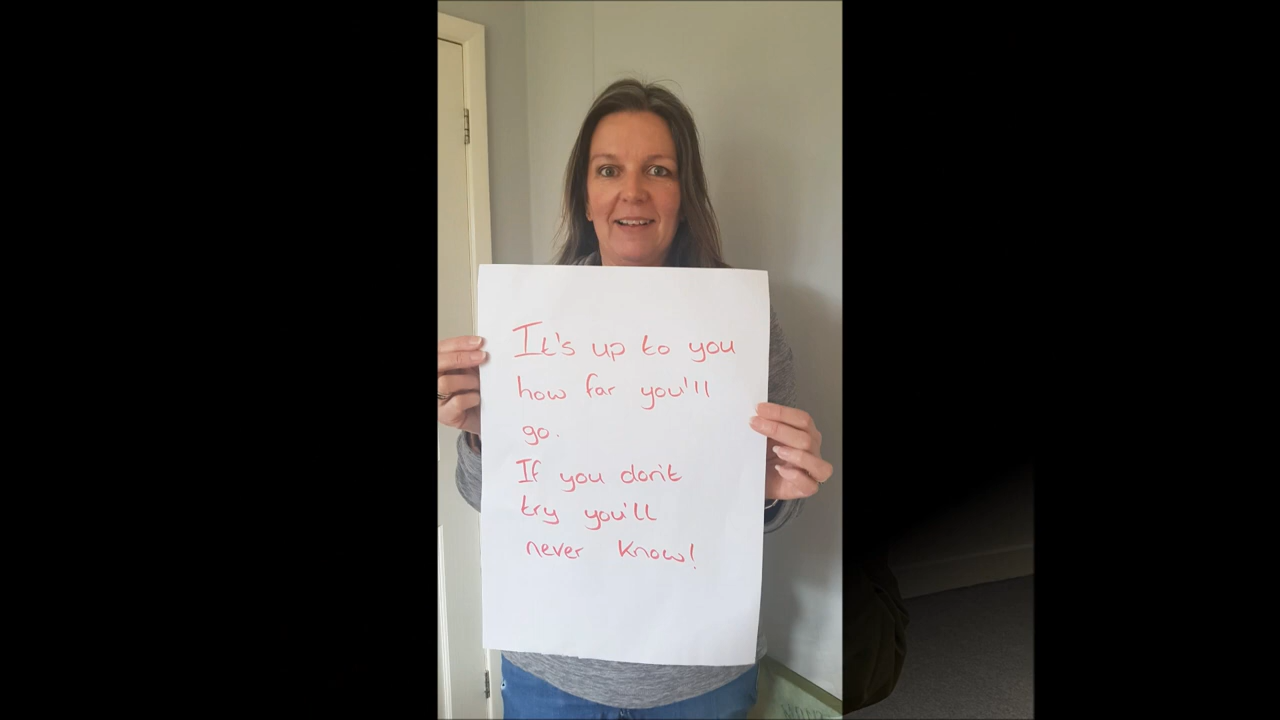 It's up to you
how far you'll
go.
If you don't
try you'll
never know!